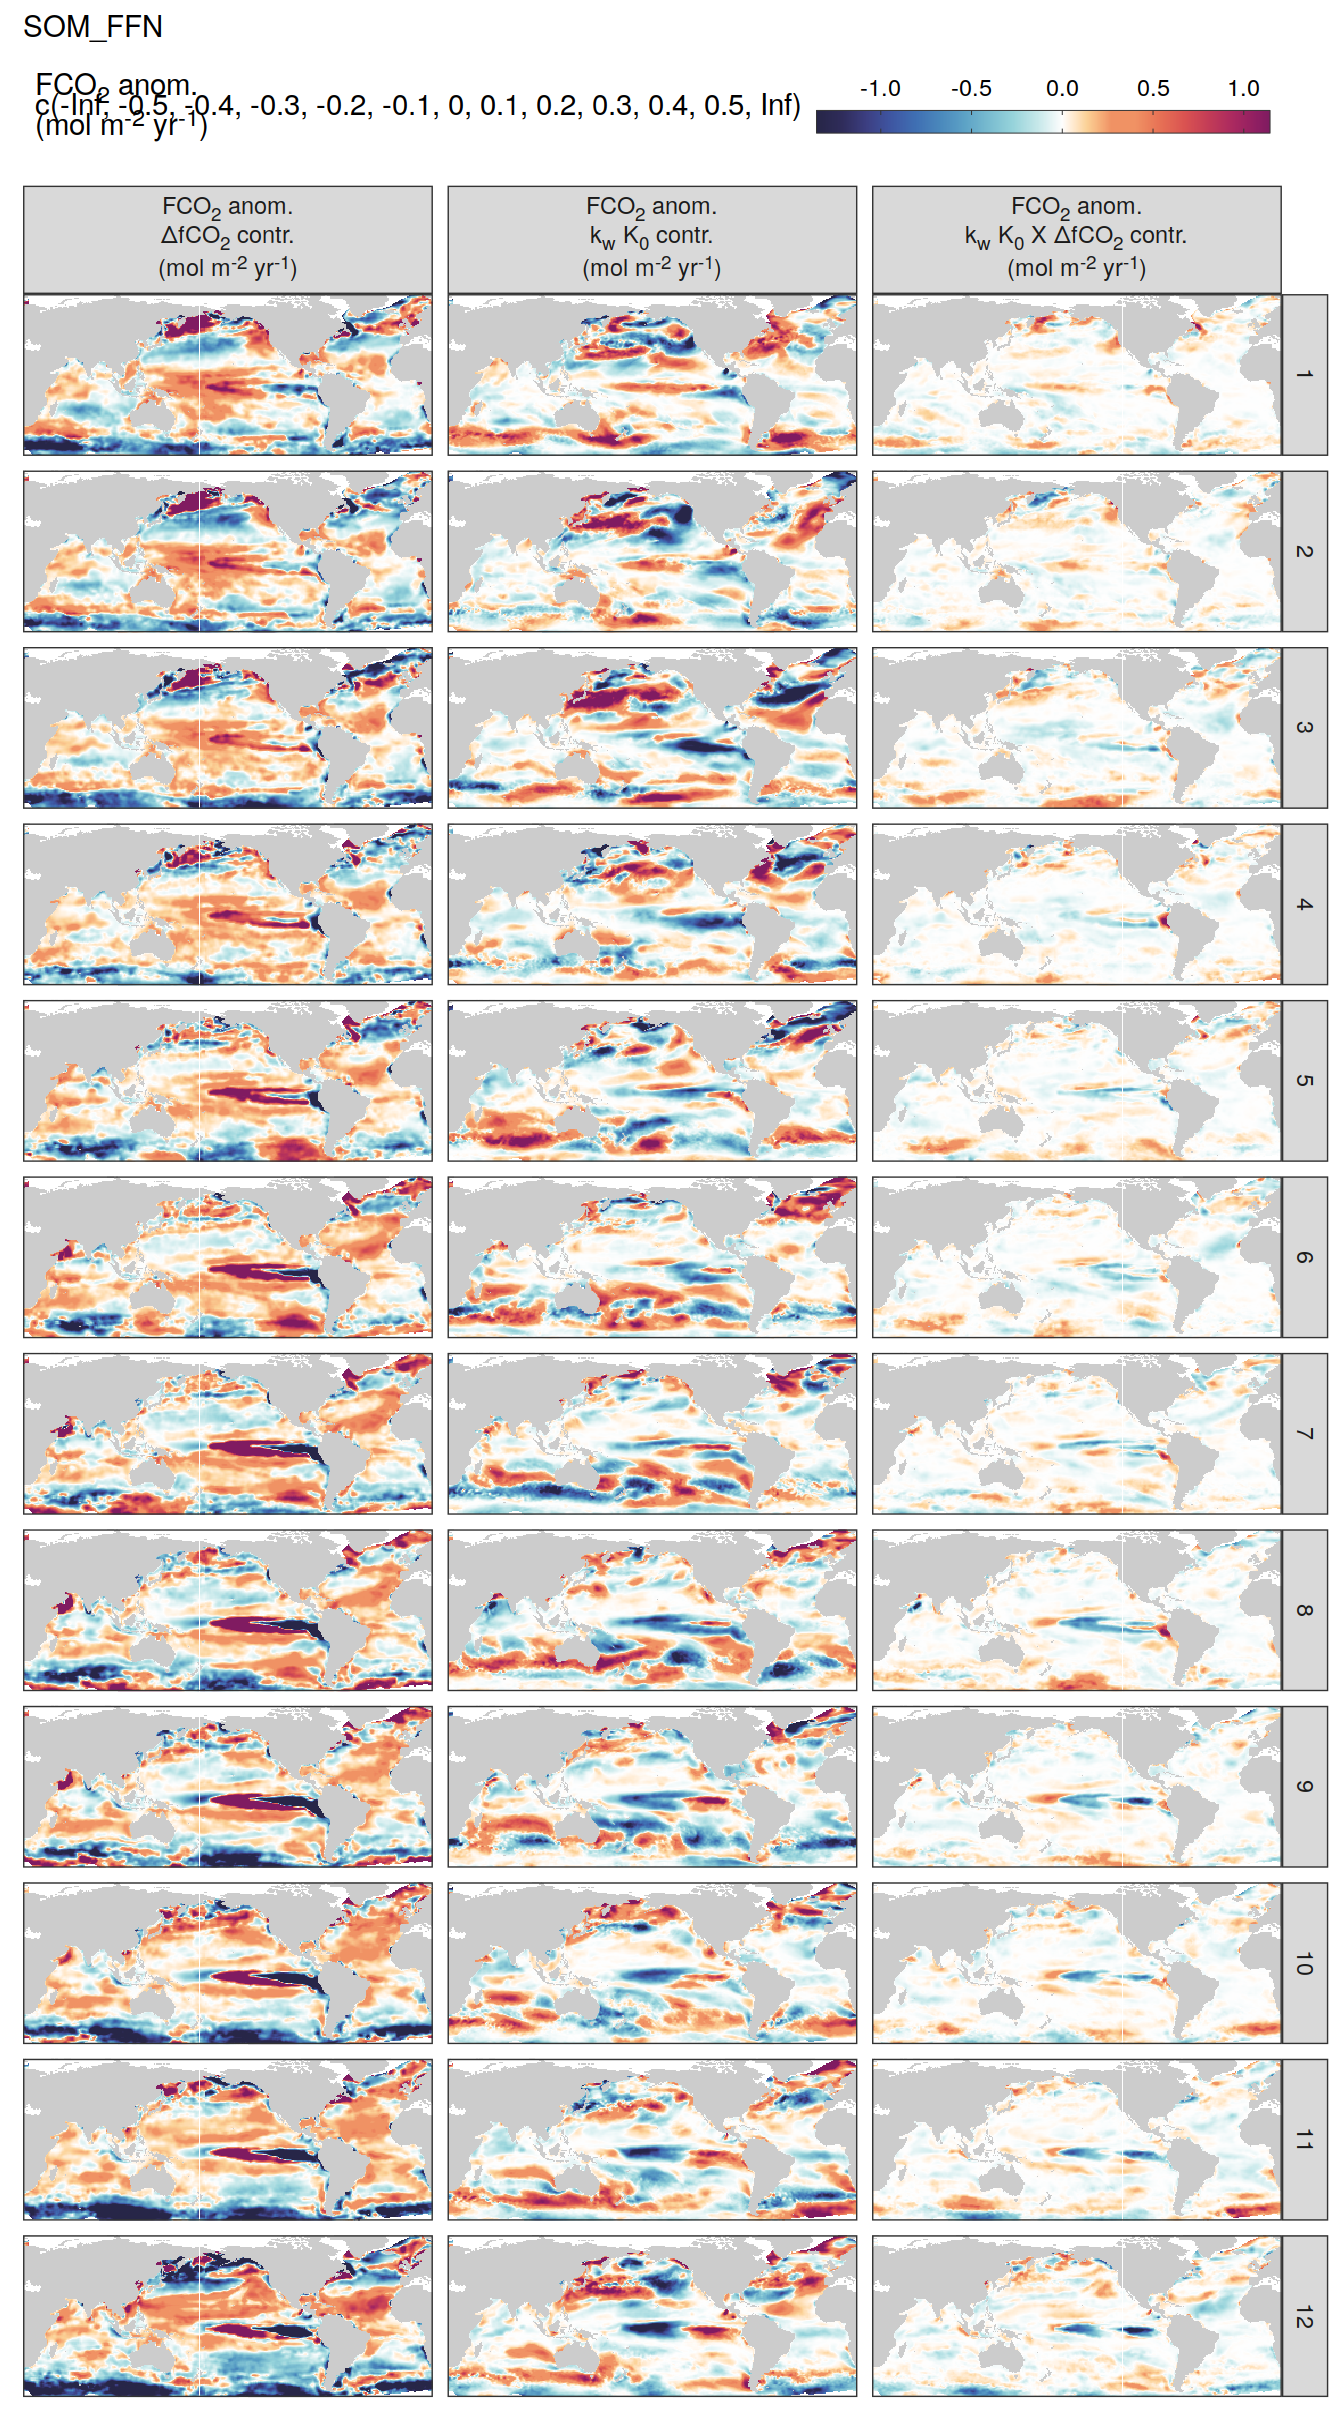 SOM_FFN
FCO₂ anom.
c(-Inf, -0.5, -0.4, -0.3, -0.2, -0.1, 0, 0.1, 0.2, 0.3, 0.4, 0.5, Inf)
(mol m⁻² yr⁻¹)
-1.0 -0.5 0.0 0.5 1.0
FCO₂ anom.
ΔfCO₂ contr.
(mol m⁻² yr⁻¹)
FCO₂ anom.
k_w K₀ contr.
(mol m⁻² yr⁻¹)
FCO₂ anom.
k_w K₀ X ΔfCO₂ contr.
(mol m⁻² yr⁻¹)
1
2
3
4
5
6
7
8
9
10
11
12